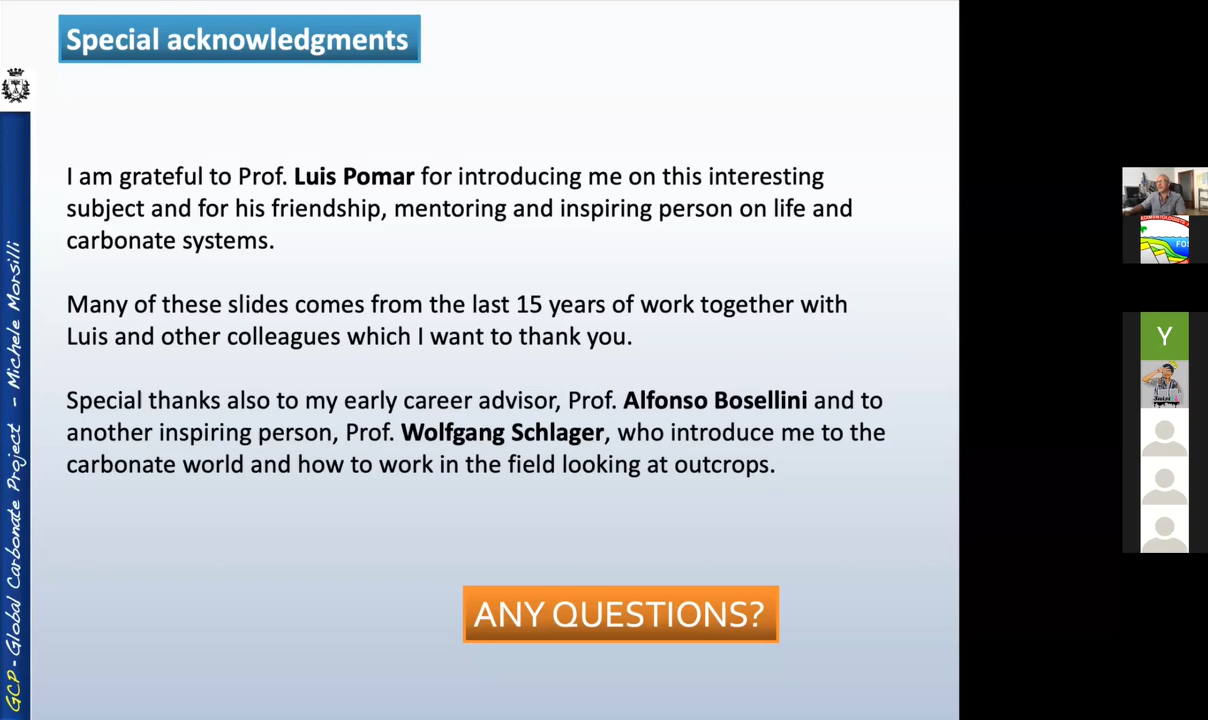 Special acknowledgments
I am grateful to Prof. Luis Pomar for introducing me on this interesting
subject and for his friendship, mentoring and inspiring person on life and
carbonate systems.
Many of these slides comes from the last 15 years of work together with
Luis and other colleagues which I want to thank you.
Special thanks also to my early career advisor, Prof. Alfonso Bosellini and to
another inspiring person, Prof. Wolfgang Schlager, who introduce me to the
carbonate world and how to work in the field looking at outcrops.
ANY QUESTIONS?
GCP - Global Carbonate Project - Michele Morsilli
FOS
Y